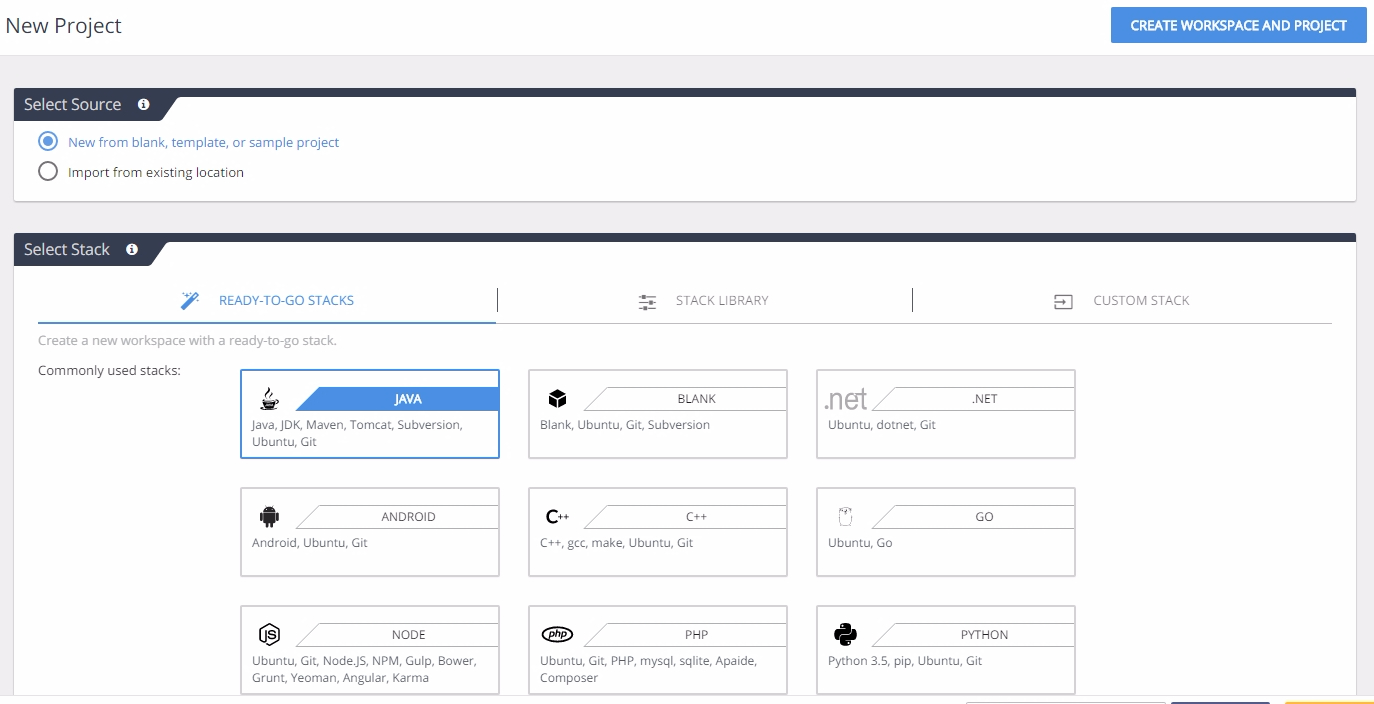 New Project
CREATE WORKSPACE AND PROJECT
Select Source
New from blank, template, or sample project
Import from existing location
Select Stack
READY-TO-GO STACKS
STACK LIBRARY
CUSTOM STACK
Create a new workspace with a ready-to-go stack.
Commonly used stacks:
JAVA
Java, JDK, Maven, Tomcat, Subversion,
Ubuntu, Git
BLANK
Blank, Ubuntu, Git, Subversion
.net
.NET
Ubuntu, dotnet, Git
ANDROID
Android, Ubuntu, Git
C++
C++
C++, gcc, make, Ubuntu, Git
GO
Ubuntu, Go
JS
NODE
Ubuntu, Git, Node.JS, NPM, Gulp, Bower,
Grunt, Yeoman, Angular, Karma
php
PHP
Ubuntu, Git, PHP, mysql, sqlite, Apaide,
Composer
PYTHON
Python 3.5, pip, Ubuntu, Git